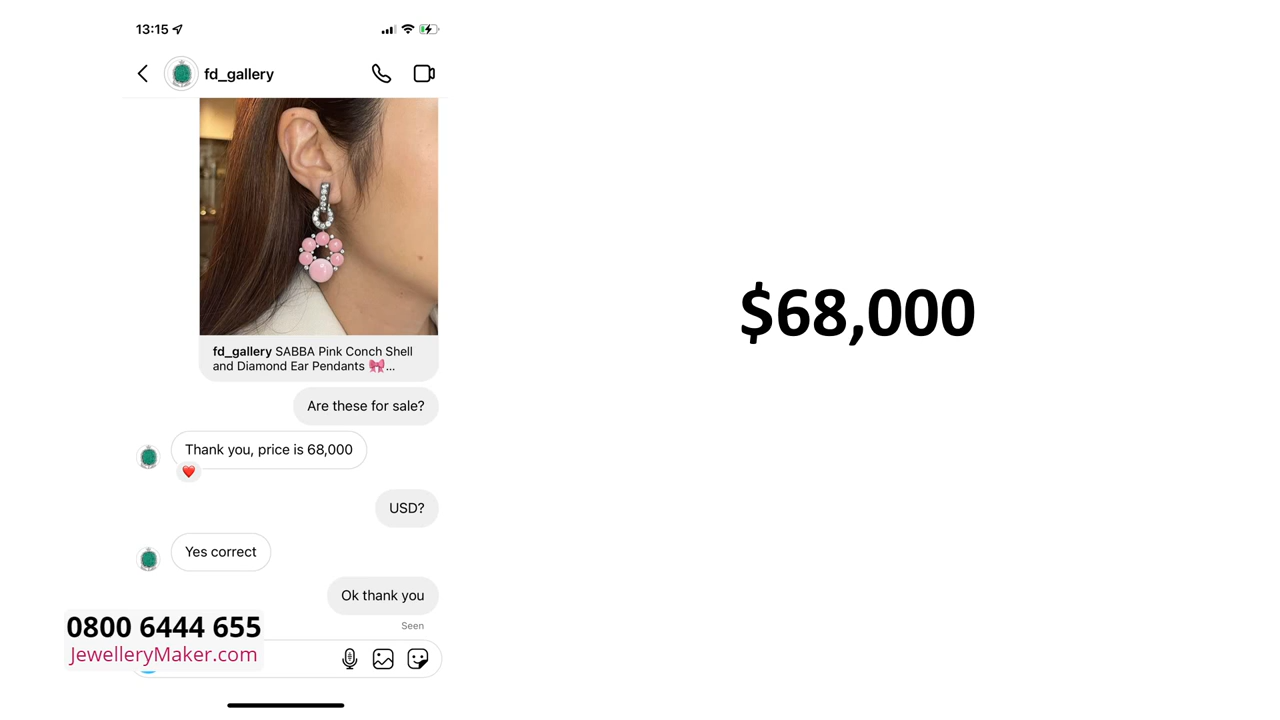 13:15
fd_gallery
fd_gallery SABBA Pink Conch Shell
and Diamond Ear Pendants 🎀...
Are these for sale?
Thank you, price is 68,000
❤️
USD?
Yes correct
Ok thank you
Seen
0800 6444 655
JewelleryMaker.com
$68,000